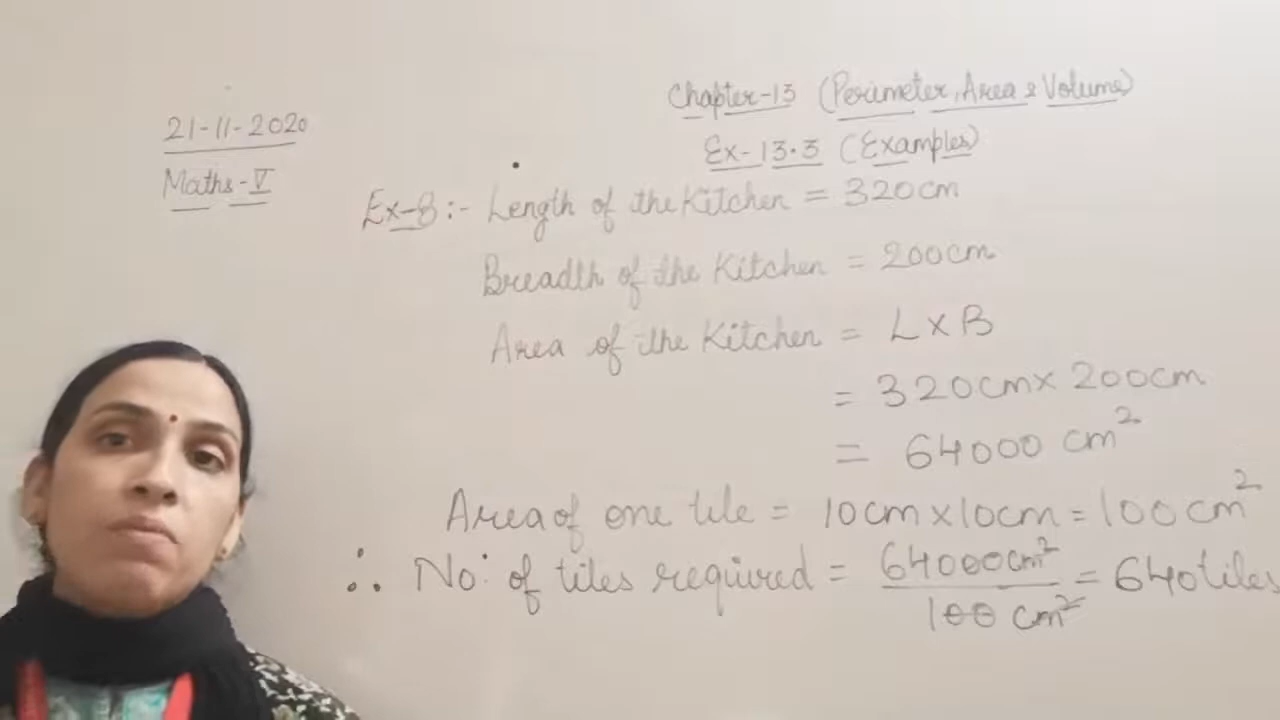 21-11-2020
Maths-V
Chapter-13 (Perimeter, Area & Volume)
Ex-13.3 (Examples)
Ex-8:- Length of the Kitchen = 320cm
Breadth of the Kitchen = 200cm
Area of the Kitchen = L×B
= 320cm× 200cm
= 64000 cm²
Area of one tile = 10cm×10cm = 100cm²
∴ No: of tiles required = 64000cm²/100 cm² = 640tiles